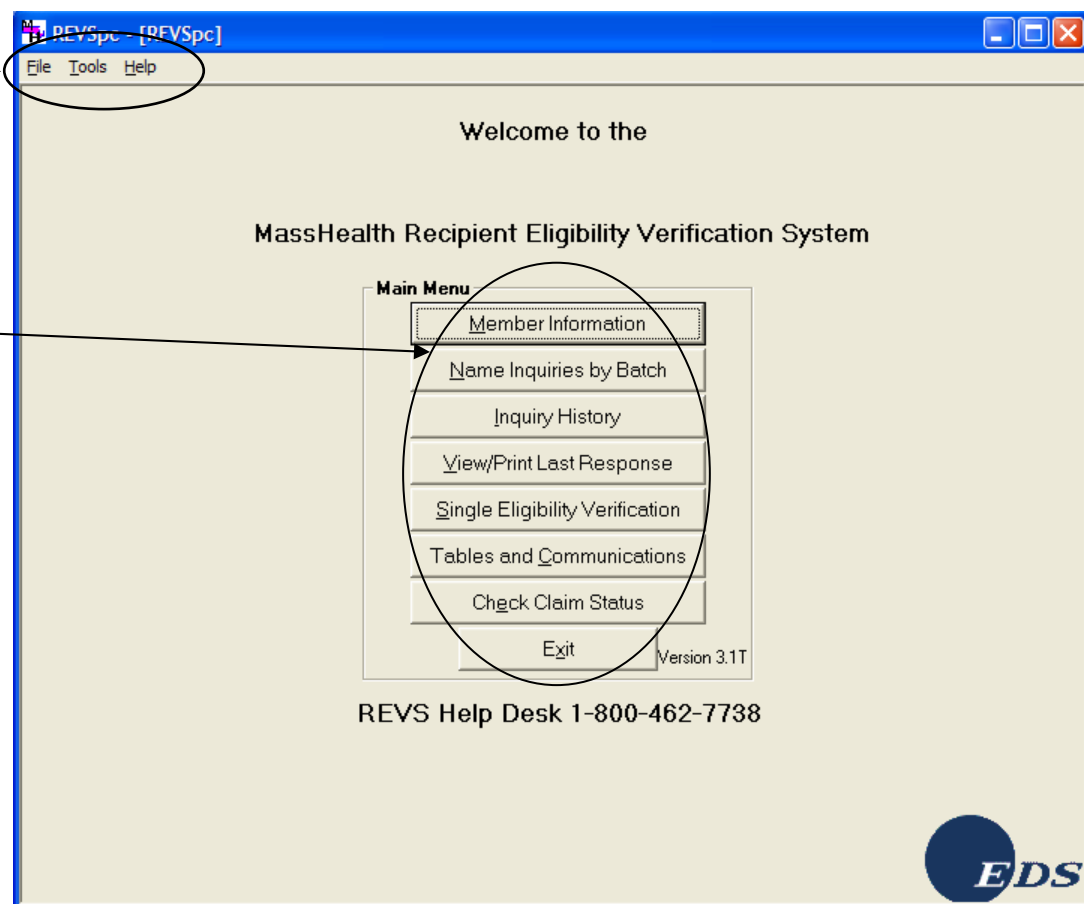 REVSpc - [REVSpc]
File Tools Help
Welcome to the
MassHealth Recipient Eligibility Verification System
Main Menu
Member Information
Name Inquiries by Batch
Inquiry History
View/Print Last Response
Single Eligibility Verification
Tables and Communications
Check Claim Status
Exit
Version 3.1T
REVS Help Desk 1-800-462-7738
EDS